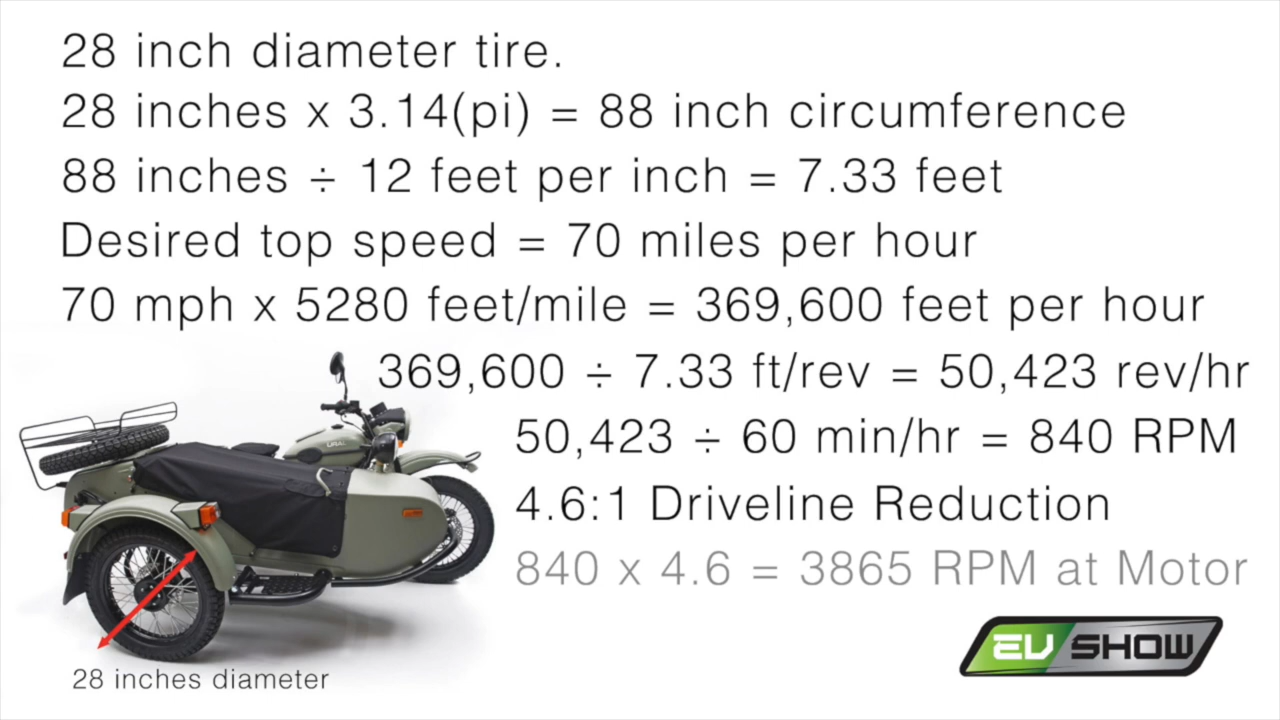 28 inch diameter tire.
28 inches x 3.14(pi) = 88 inch circumference
88 inches ÷ 12 feet per inch = 7.33 feet
Desired top speed = 70 miles per hour
70 mph x 5280 feet/mile = 369,600 feet per hour
369,600 ÷ 7.33 ft/rev = 50,423 rev/hr
50,423 ÷ 60 min/hr = 840 RPM
4.6:1 Driveline Reduction
840 x 4.6 = 3865 RPM at Motor
URAL
EV SHOW
28 inches diameter